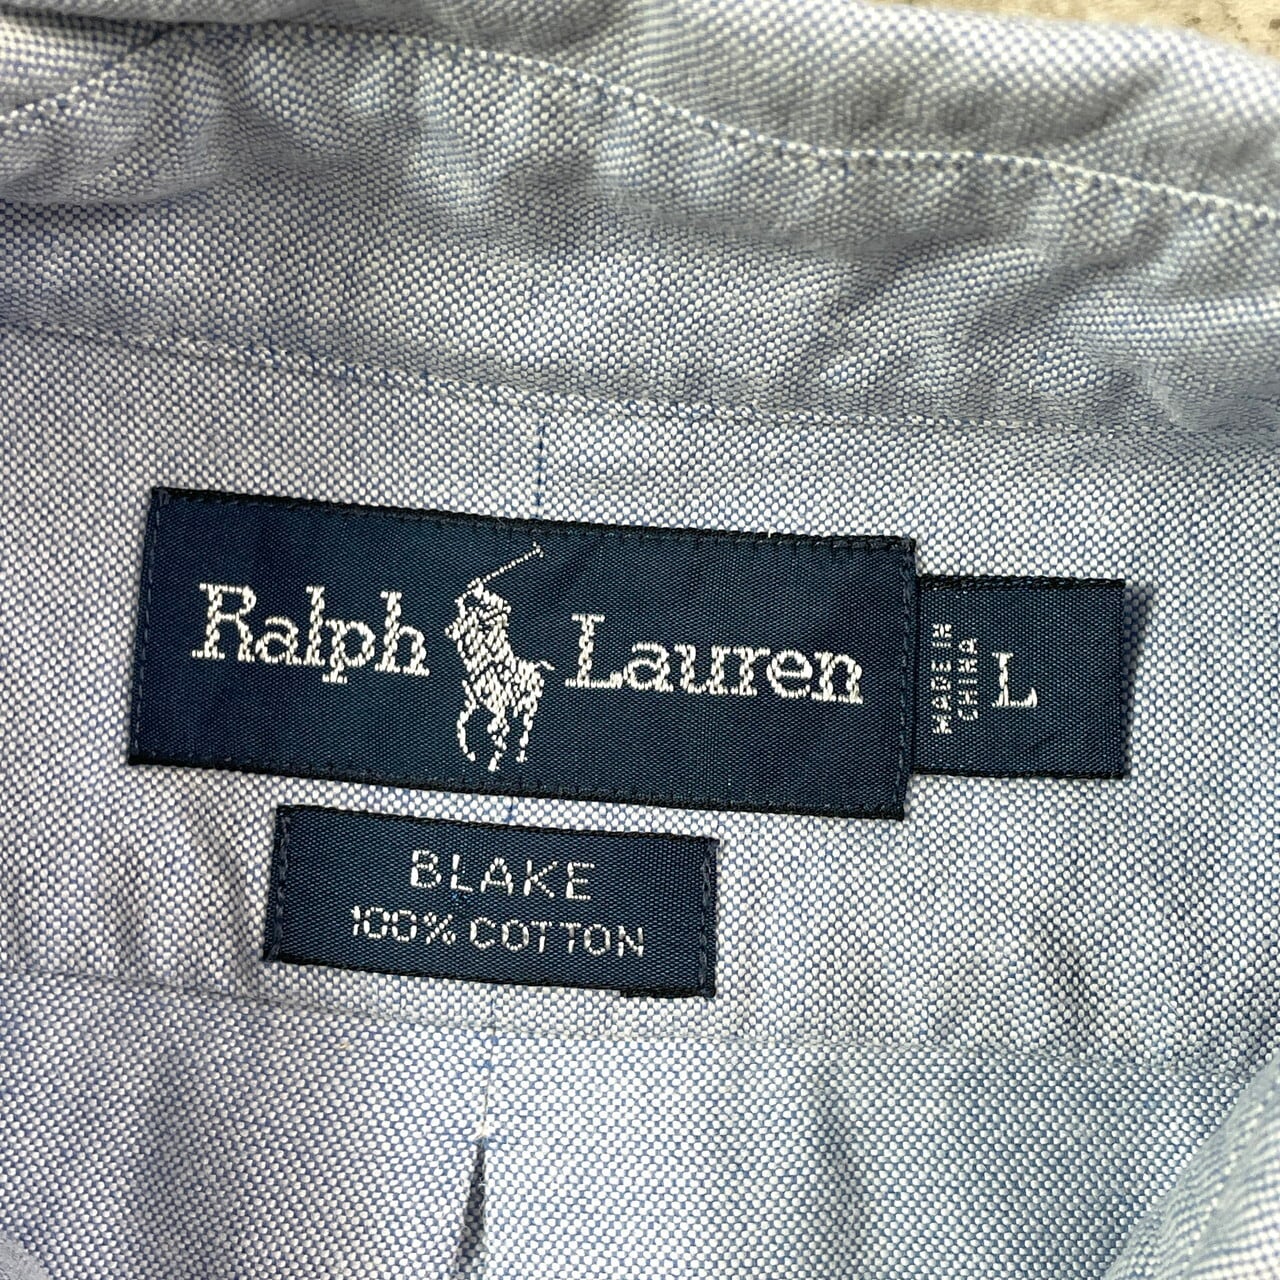 Ralph Lauren
MADE IN
CHINA
L
BLAKE
100% COTTON